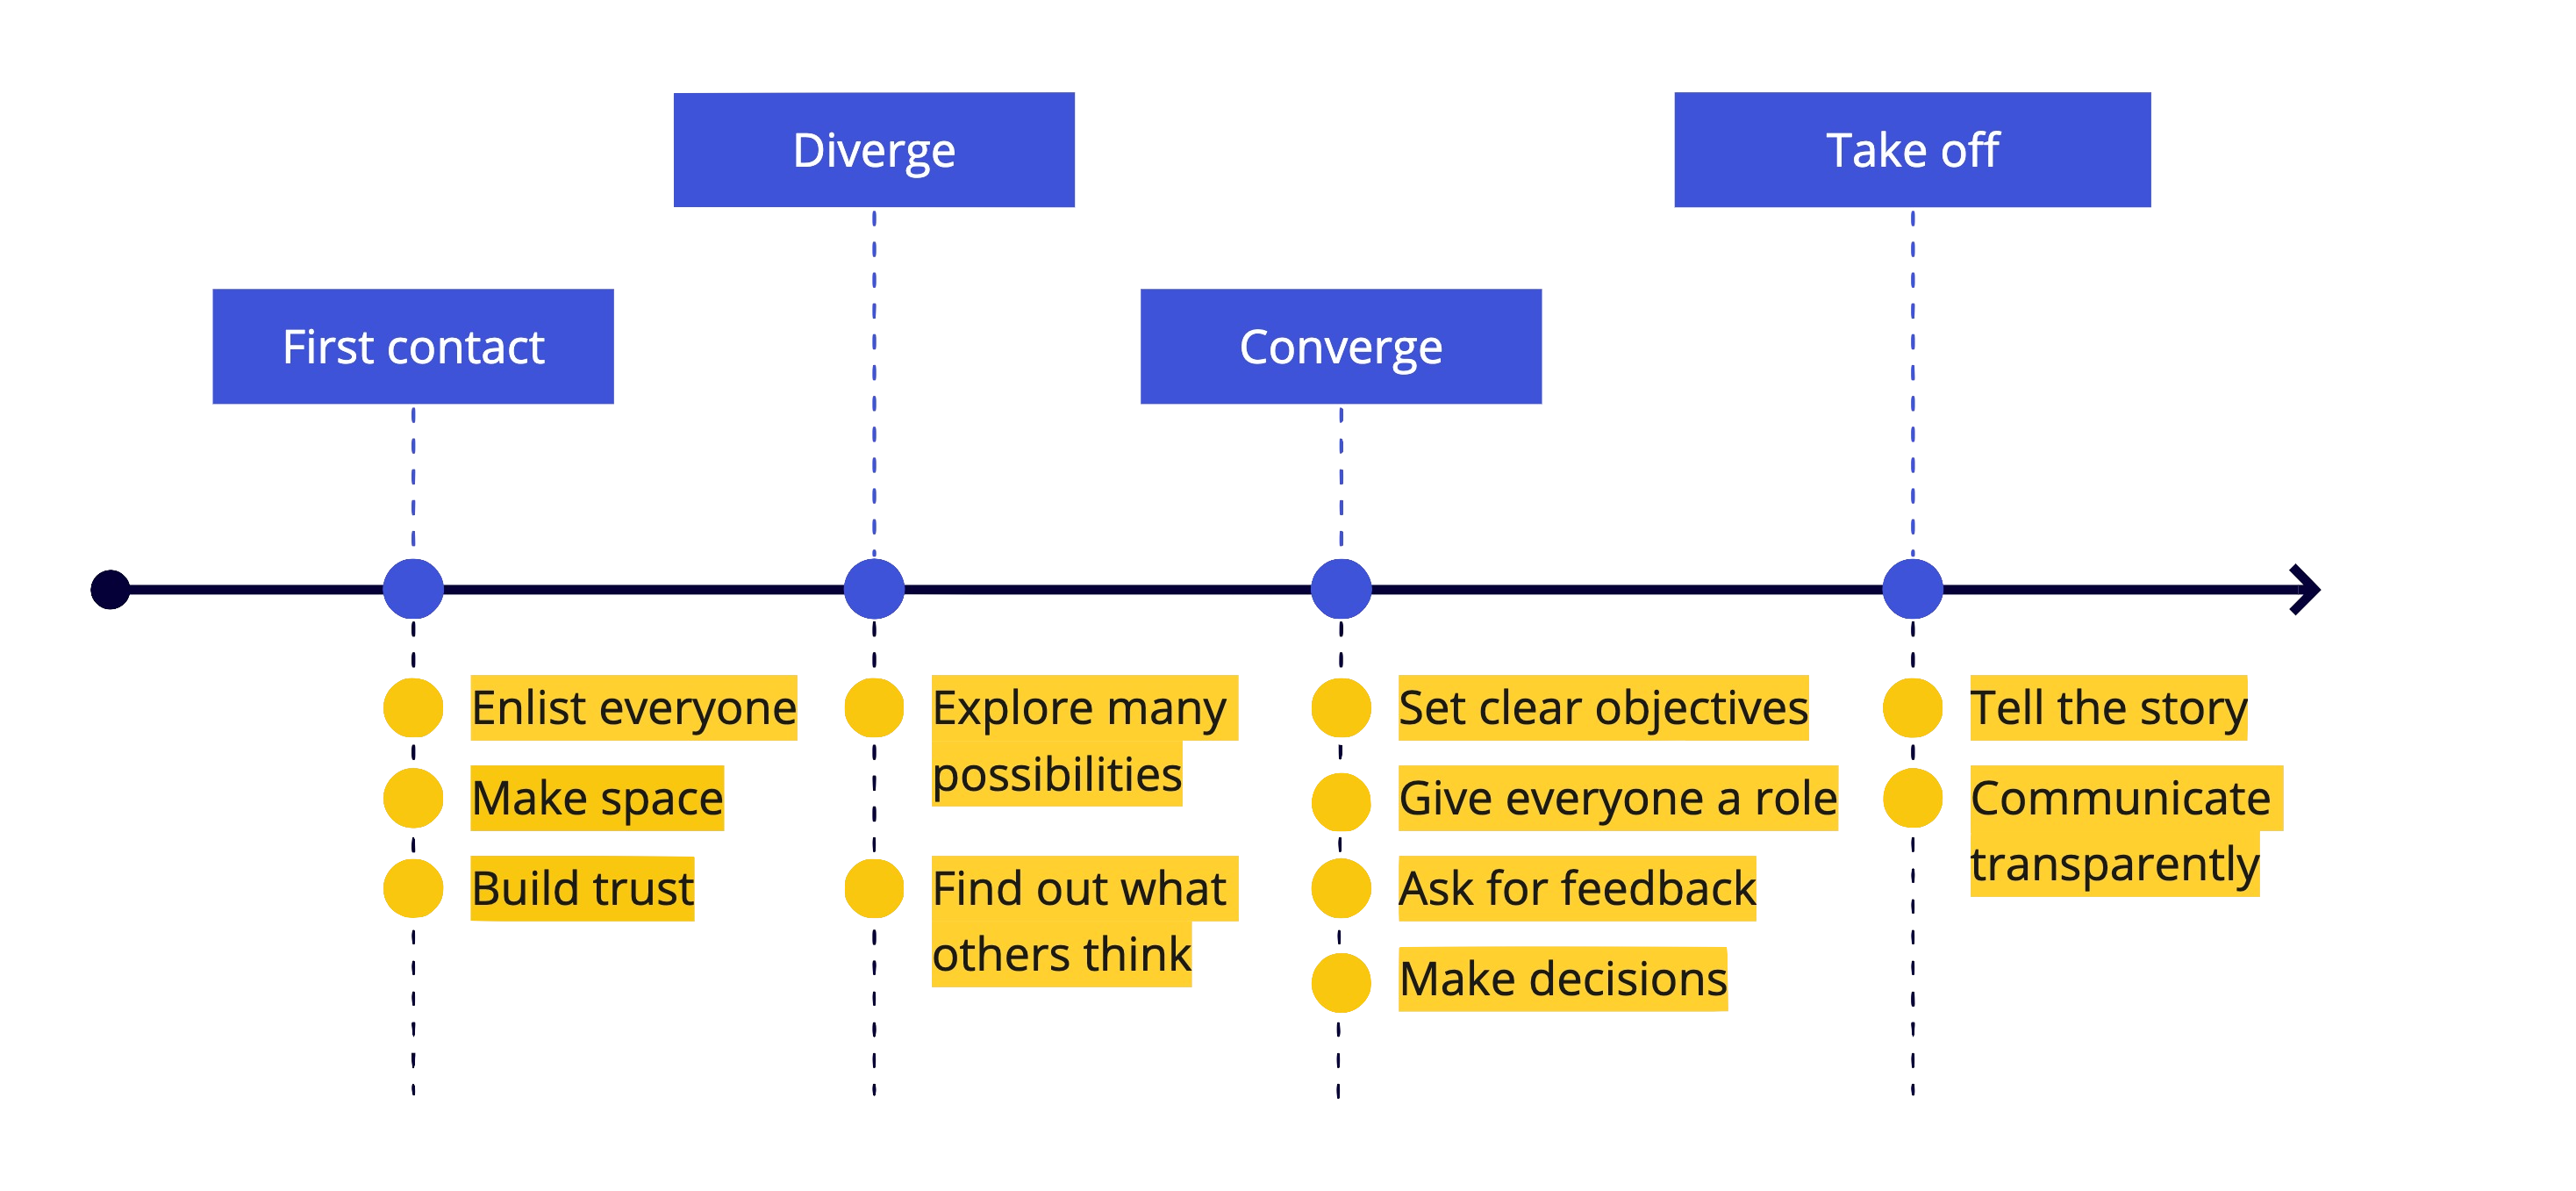 Diverge
Take off
First contact
Converge
Enlist everyone
Make space
Build trust
Explore many
possibilities
Find out what
others think
Set clear objectives
Give everyone a role
Ask for feedback
Make decisions
Tell the story
Communicate
transparently